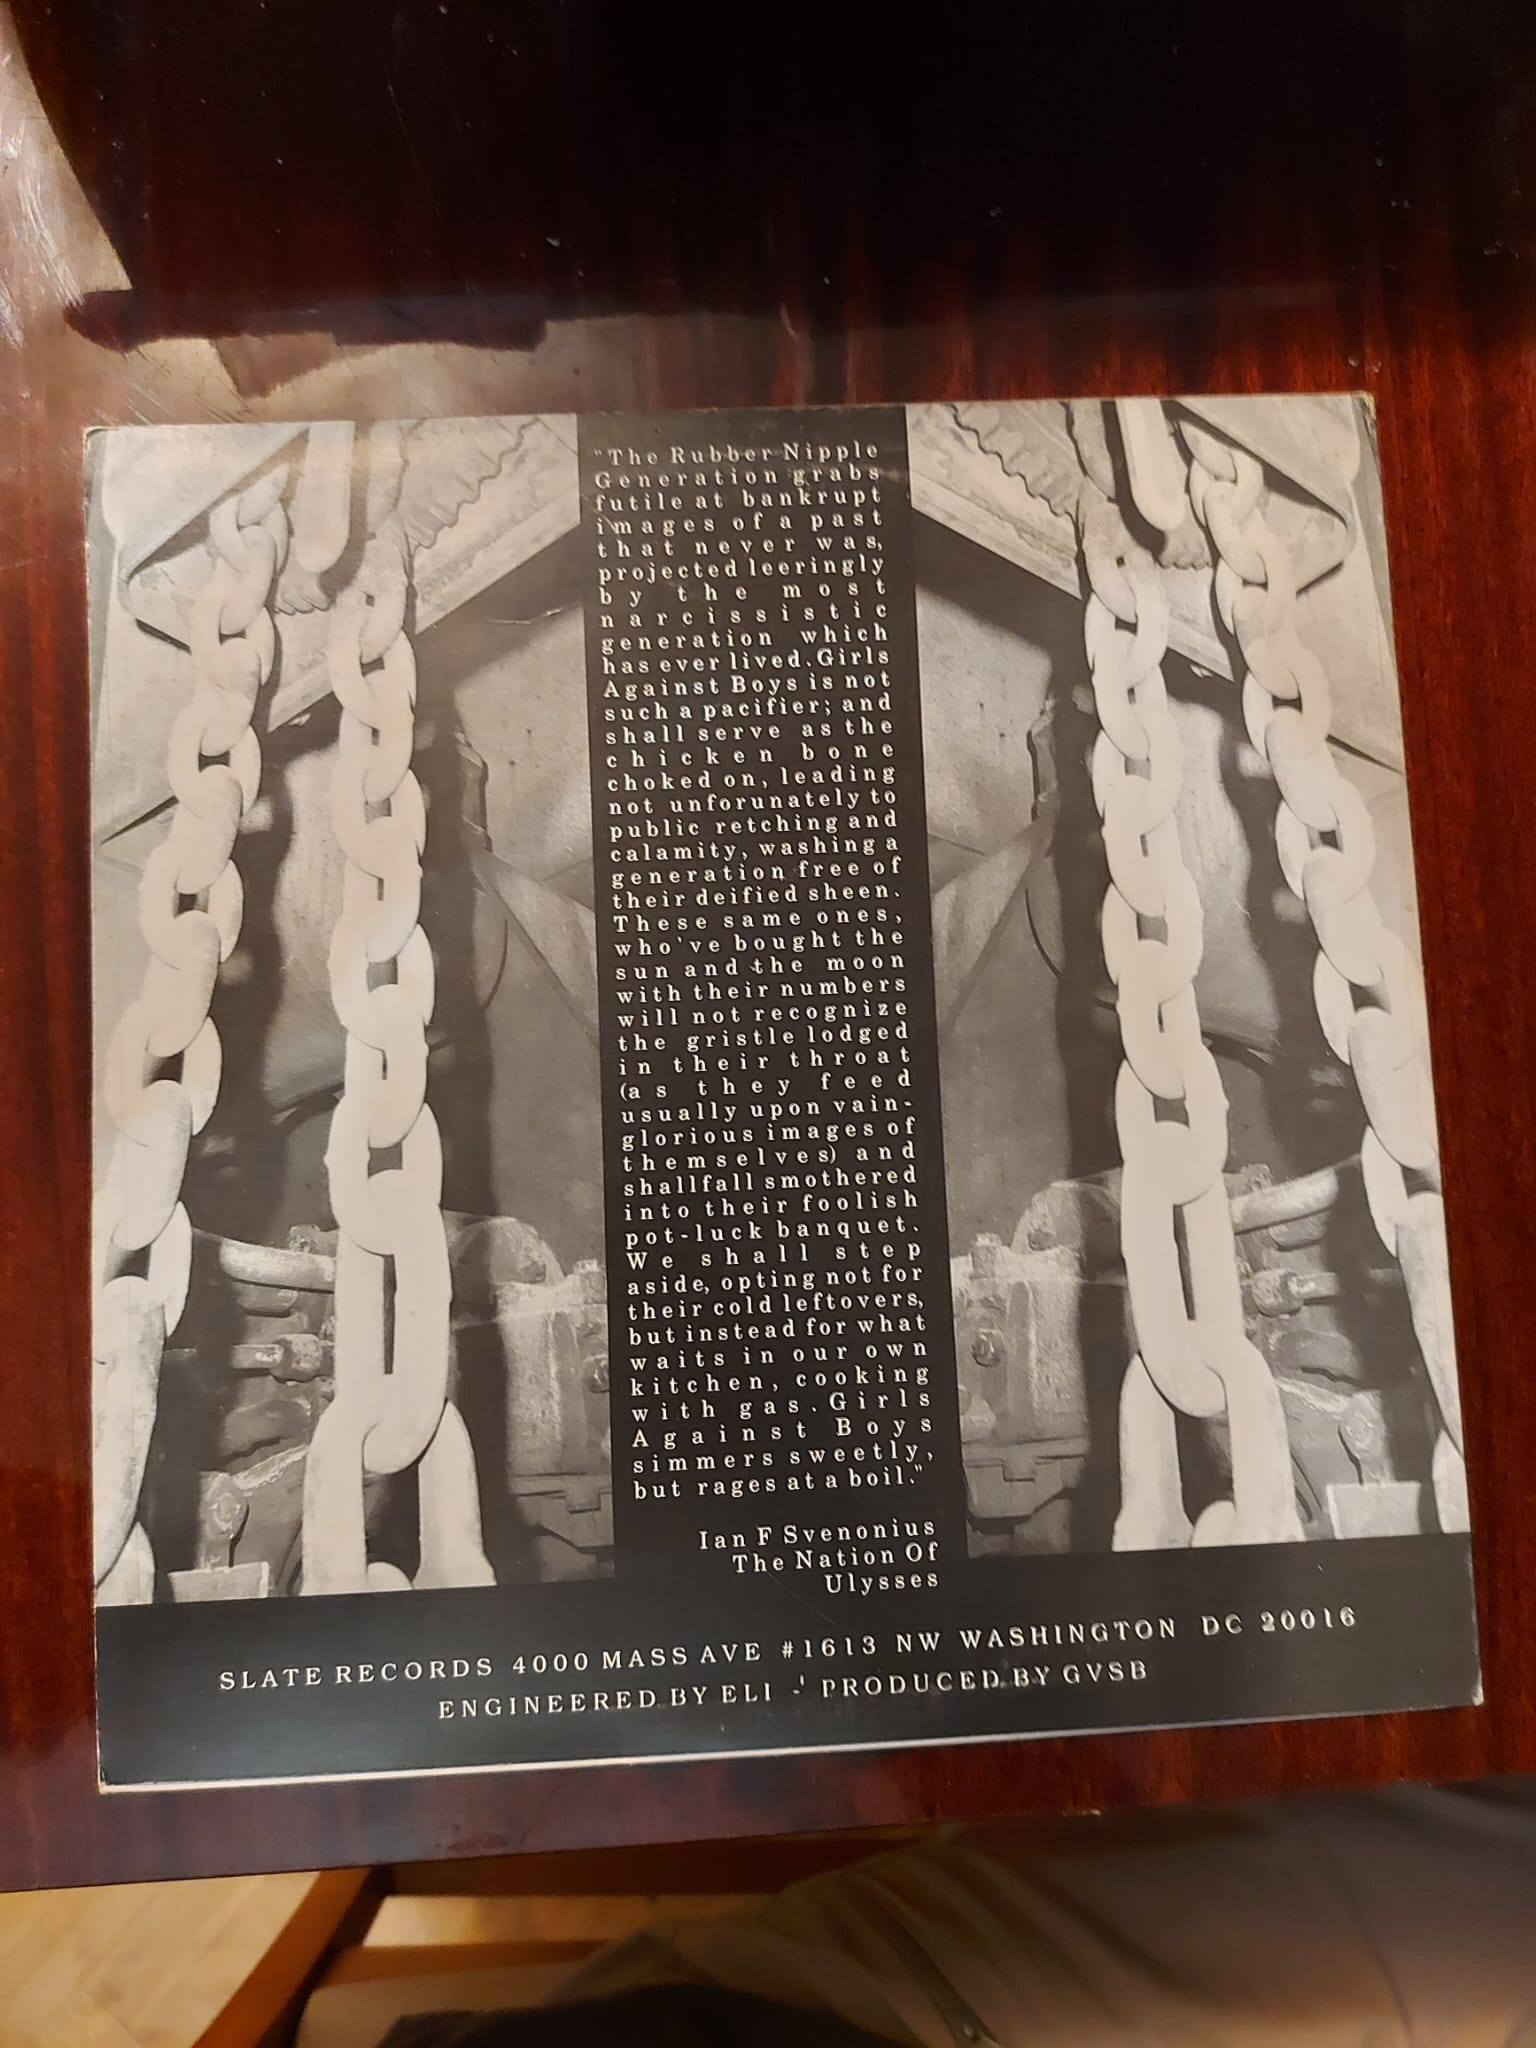 "The Rubber Nipple
Generation grabs
futile at bankrupt
images of a past
that never was,
projected leeringly
by the most
narcissistic
generation which
has ever lived.Girls
Against Boys is not
such a pacifier; and
shall serve as the
chicken bone
choked on, leading
not unforunately to
public retching and
calamity, washing a
generation free of
their deified sheen.
These same ones,
who've bought the
sun and the moon
with their numbers
will not recognize
the gristle lodged
in their throat
(as they feed
usually upon vain-
glorious images of
themselves) and
shallfall smothered
into their foolish
pot-luck banquet.
We shall step
aside, opting not for
their cold leftovers,
but instead for what
waits in our own
kitchen, cooking
with gas.Girls
Against Boys
simmers sweetly,
but rages at a boil."
Ian F Svenonius
The Nation Of
Ulysses
SLATE RECORDS 4000 MASS AVE #1613 NW WASHINGTON DC 20016
ENGINEERED BY ELI - PRODUCED BY GVSB